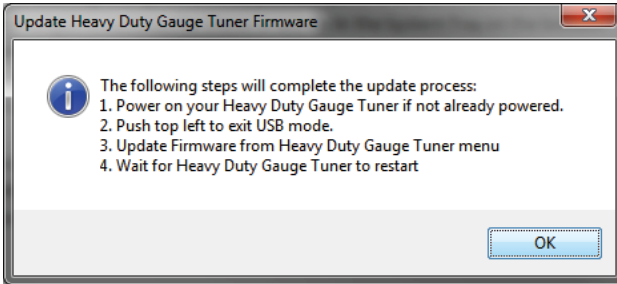 Update Heavy Duty Gauge Tuner Firmware
The following steps will complete the update process:
1. Power on your Heavy Duty Gauge Tuner if not already powered.
2. Push top left to exit USB mode.
3. Update Firmware from Heavy Duty Gauge Tuner menu
4. Wait for Heavy Duty Gauge Tuner to restart
OK